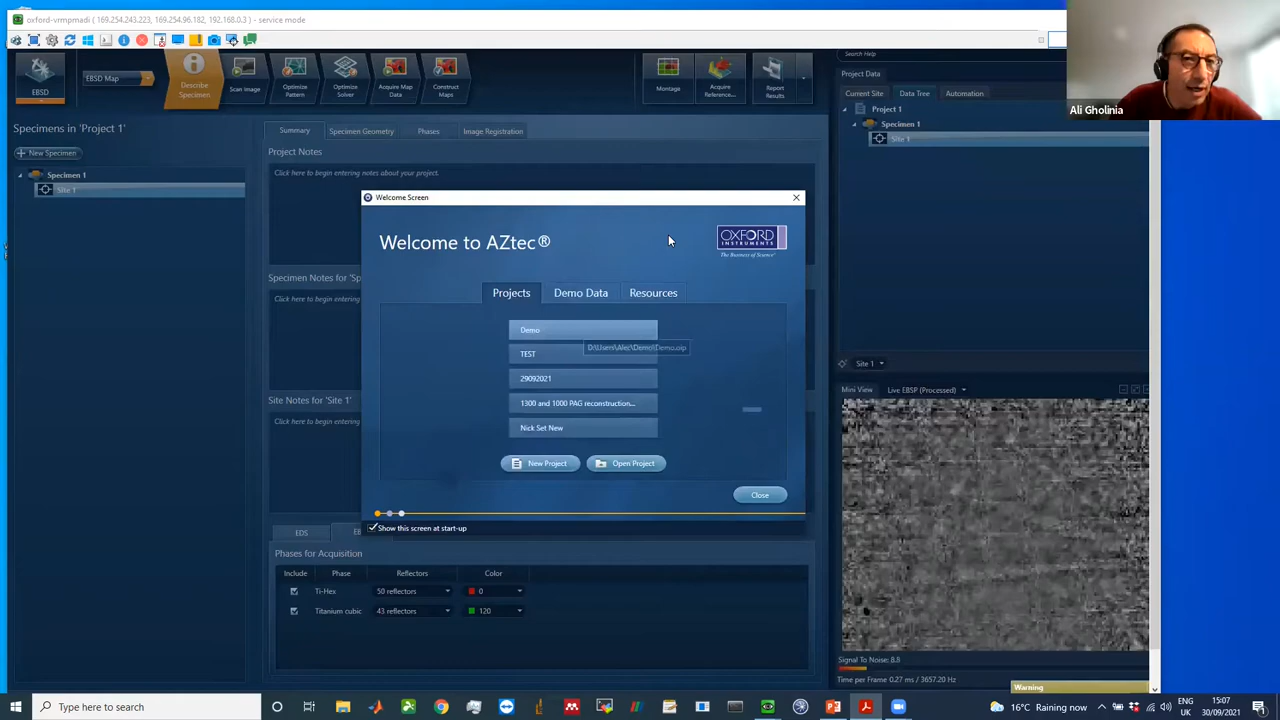 oxford-vrmpmadi ( 169.254.243.223, 169.254.96.182, 192.168.0.3 ) - service mode
EBSD
EBSD Map
Describe
Specimen
Scan Image
Optimize
Pattern
Optimize
Solver
Acquire Map
Data
Construct
Maps
Montage
Acquire
Reference...
Report
Results
Search Help
Project Data
Current Site
Data Tree
Automation
Project 1
Specimen 1
Site 1
Ali Gholinia
Specimens in 'Project 1'
New Specimen
Specimen 1
Site 1
Summary
Specimen Geometry
Phases
Image Registration
Project Notes
Click here to begin entering notes about your project.
Specimen Notes for 'Sp
Click here to begin entering
Site Notes for 'Site 1'
Click here to begin entering
Welcome Screen
Welcome to AZtec®
OXFORD
INSTRUMENTS
The Business of Science®
Projects
Demo Data
Resources
Demo
D:\Users\Alec\Demo\Demo.oip
TEST
29092021
1300 and 1000 PAG reconstruction...
Nick Set New
New Project
Open Project
Close
Show this screen at start-up
EDS
EB
Phases for Acquisition
Include Phase Reflectors Color
Ti-Hex 50 reflectors 0
Titanium cubic 43 reflectors 120
Site 1
Mini View
Live EBSP (Processed)
Signal To Noise: 8.8
Time per Frame 0.27 ms / 3657.20 Hz
Warning
Type here to search
16°C Raining now
ENG
UK
15:07
30/09/2021